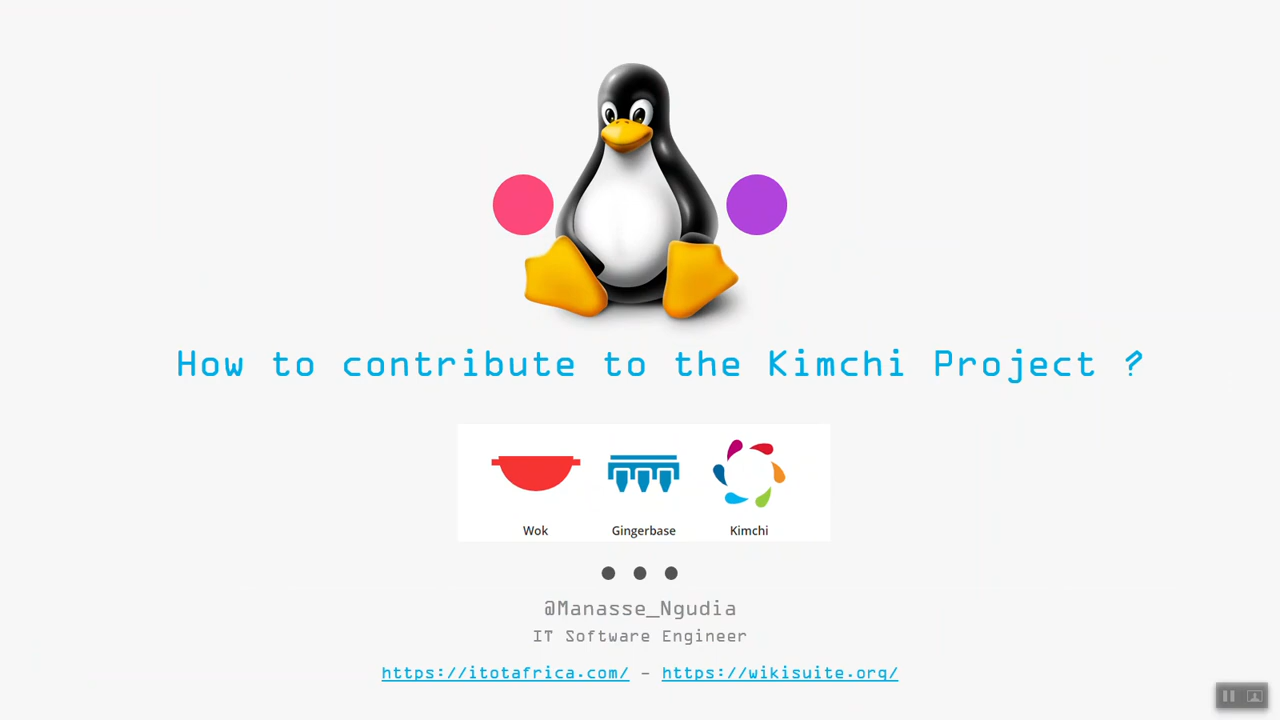 How to contribute to the Kimchi Project ?
Wok Gingerbase Kimchi
@Manasse_Ngudia
IT Software Engineer
https://itotafrica.com/ - https://wikisuite.org/